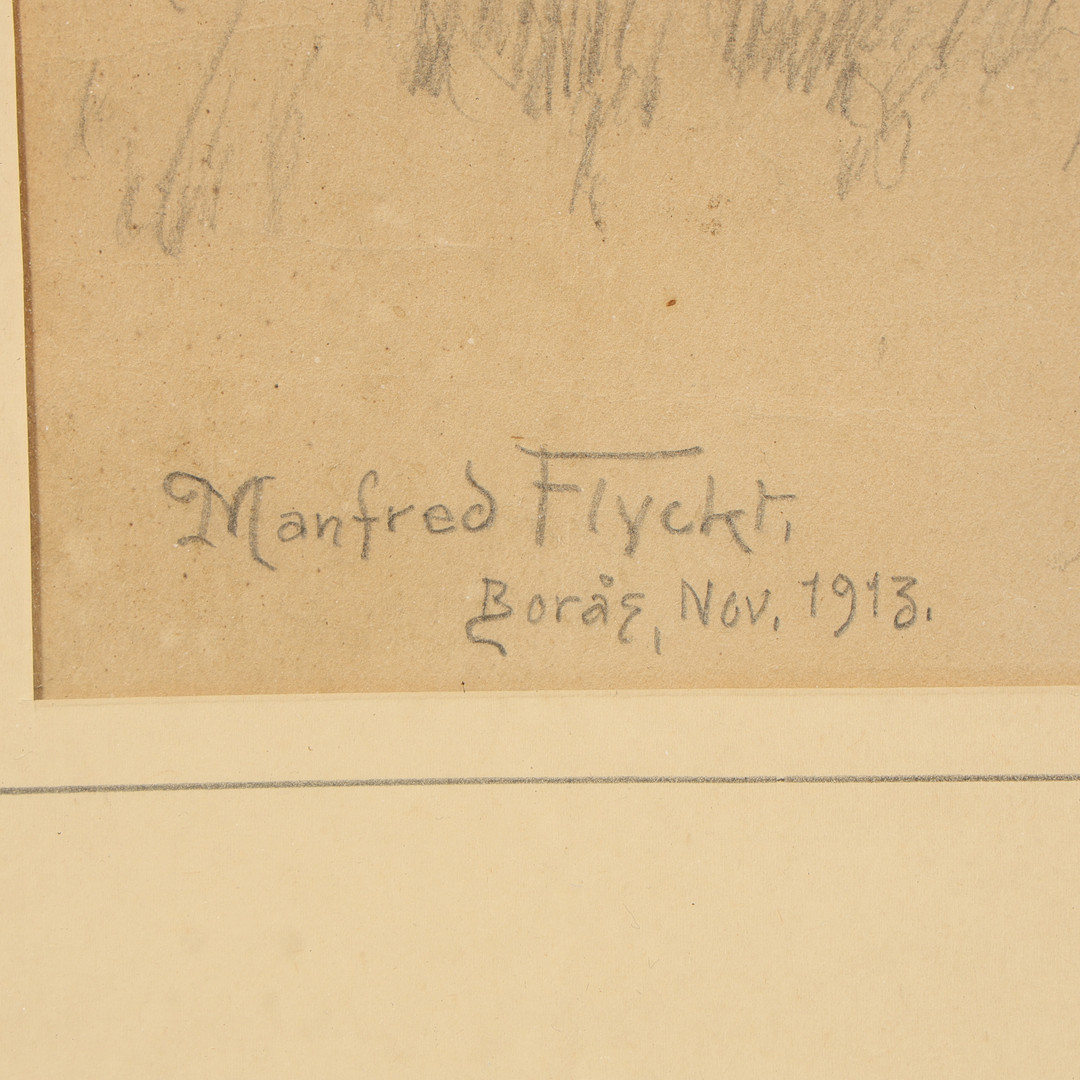 Manfred Flyckt,
Borås, Nov. 1913.